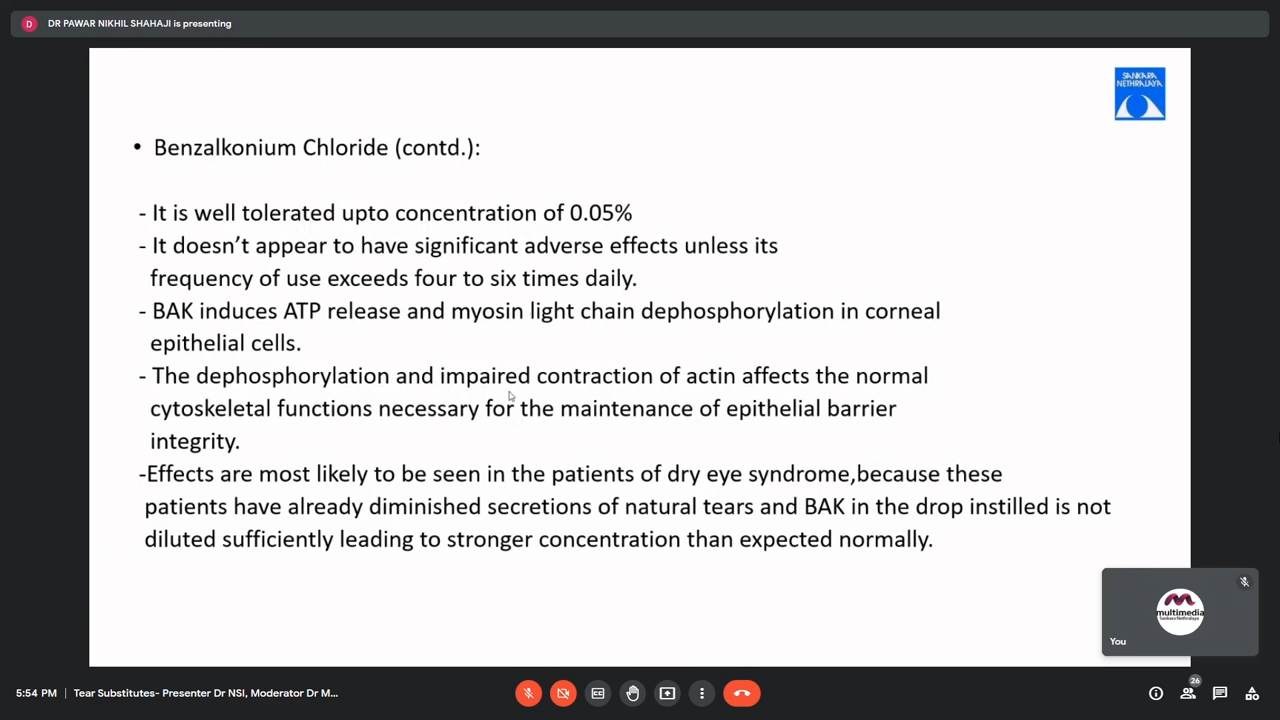 D DR PAWAR NIKHIL SHAHAJI is presenting
SANKARA
NETHRALAYA
• Benzalkonium Chloride (contd.):
- It is well tolerated upto concentration of 0.05%
- It doesn’t appear to have significant adverse effects unless its
frequency of use exceeds four to six times daily.
- BAK induces ATP release and myosin light chain dephosphorylation in corneal
epithelial cells.
- The dephosphorylation and impaired contraction of actin affects the normal
cytoskeletal functions necessary for the maintenance of epithelial barrier
integrity.
-Effects are most likely to be seen in the patients of dry eye syndrome,because these
patients have already diminished secretions of natural tears and BAK in the drop instilled is not
diluted sufficiently leading to stronger concentration than expected normally.
multimedia
Sankara Nethralaya
You
5:54 PM | Tear Substitutes- Presenter Dr NSI, Moderator Dr M...
26